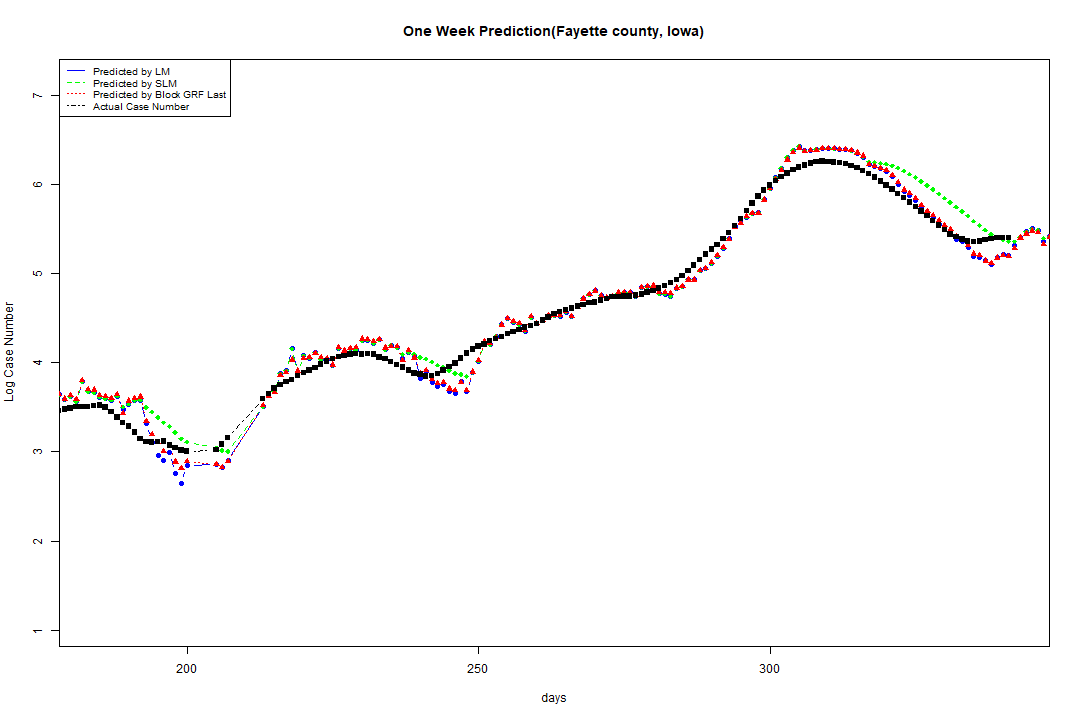 One Week Prediction(Fayette county, Iowa)
Predicted by LM
Predicted by SLM
Predicted by Block GRF Last
Actual Case Number
Log Case Number
7
6
5
4
3
2
1
200 250 300
days